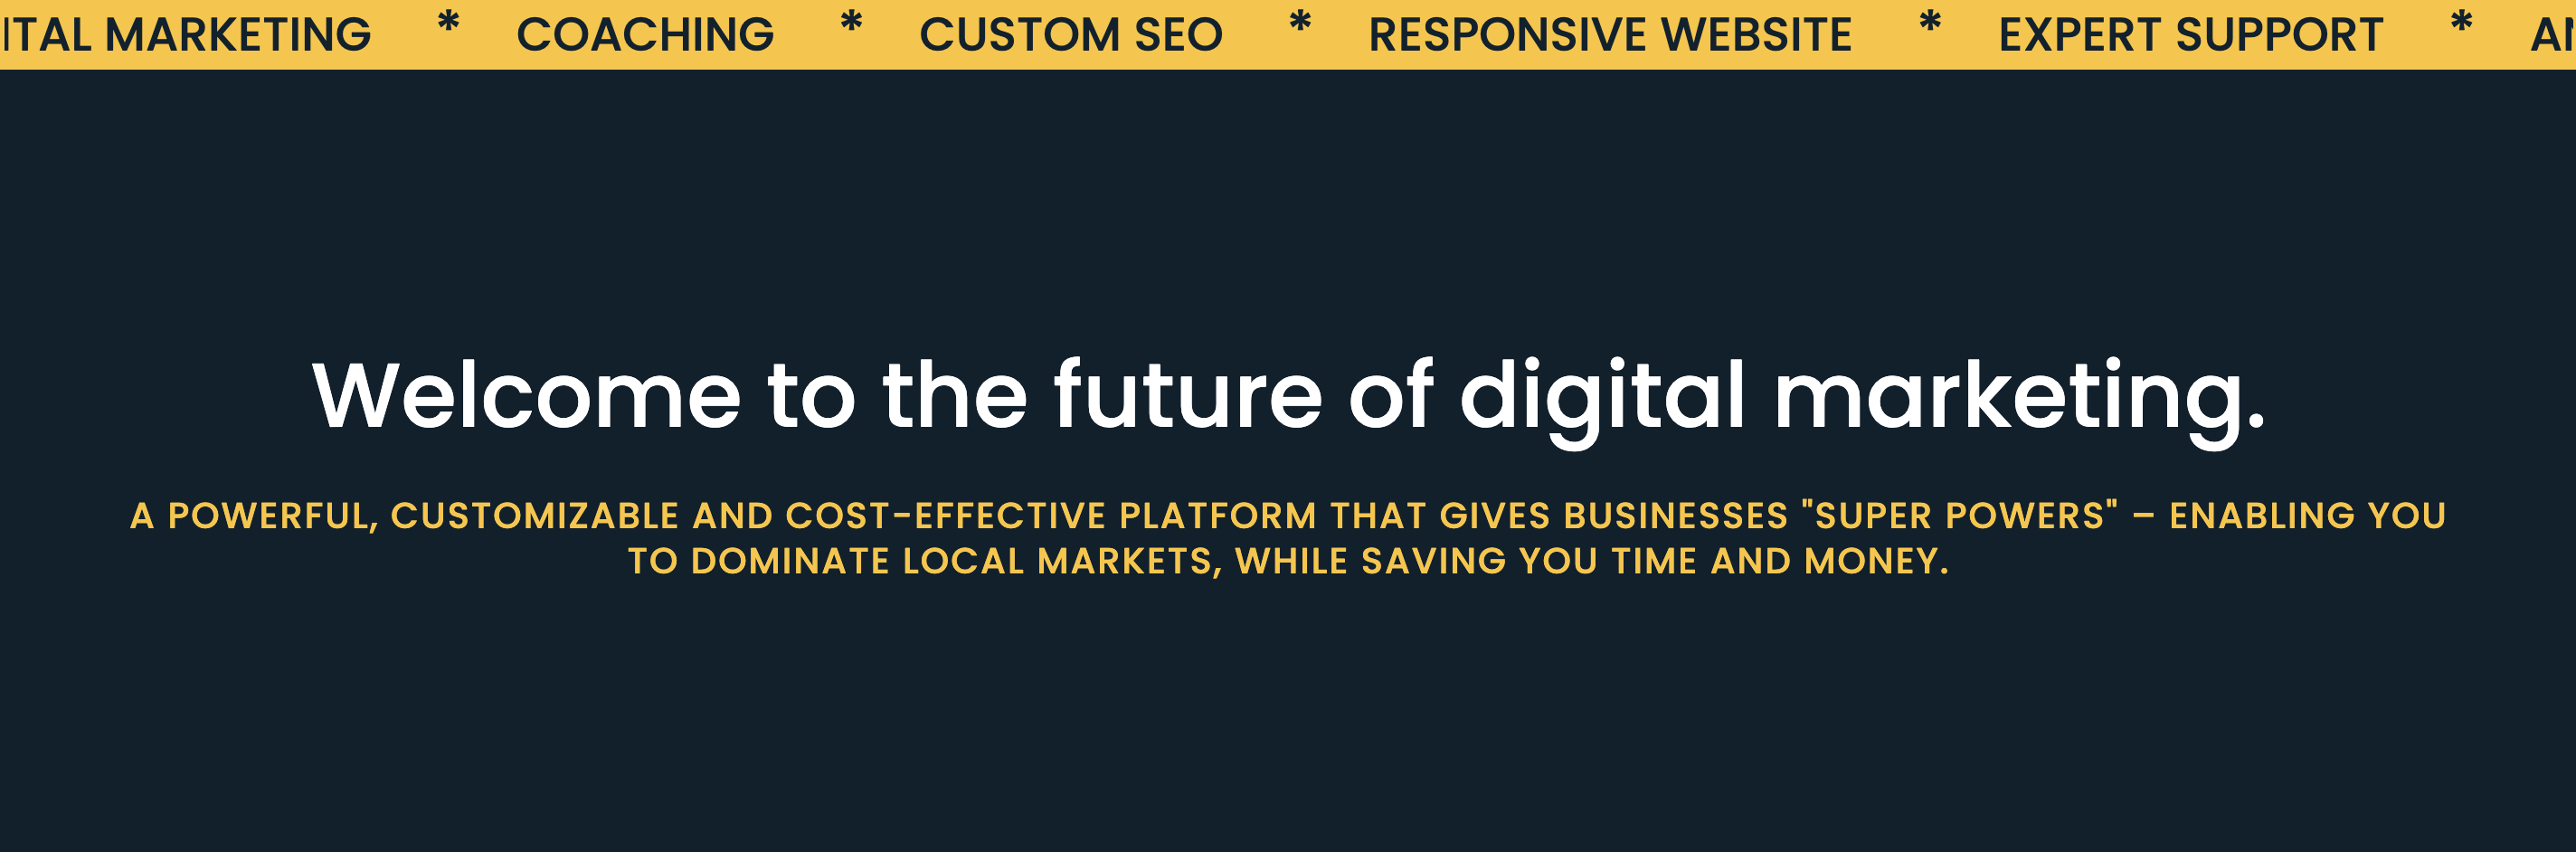 MARKETING * COACHING * CUSTOM SEO * RESPONSIVE WEBSITE * EXPERT SUPPORT *
Welcome to the future of digital marketing.
A POWERFUL, CUSTOMIZABLE AND COST-EFFECTIVE PLATFORM THAT GIVES BUSINESSES "SUPER POWERS" – ENABLING YOU
TO DOMINATE LOCAL MARKETS, WHILE SAVING YOU TIME AND MONEY.